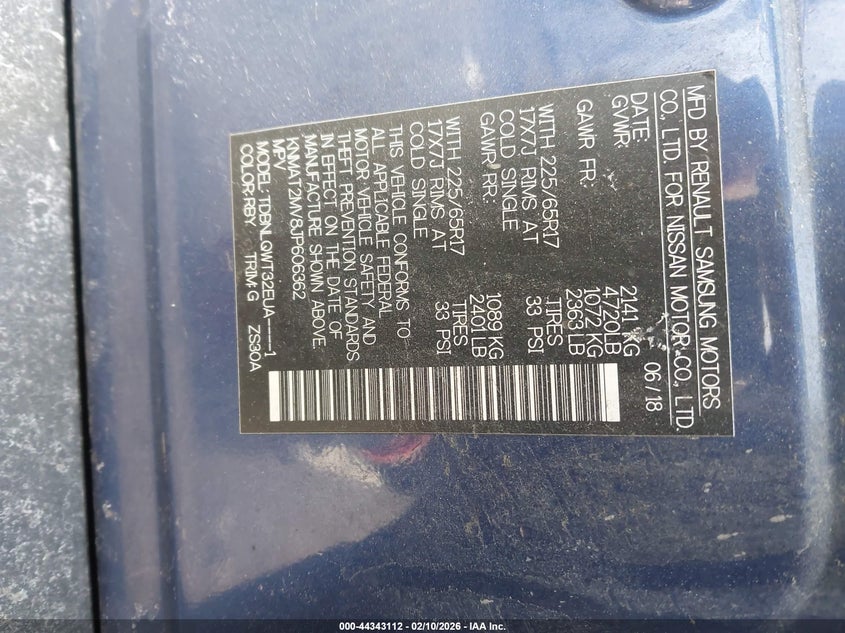 MFD BY RENAULT SAMSUNG MOTORS
CO., LTD. FOR NISSAN MOTOR CO., LTD.
DATE: 06/18
GVWR: 2141 KG
4720LB
GAWR FR: 1072 KG
2363 LB
WITH 225/65R17 TIRES
17X7J RIMS AT 33 PSI
COLD SINGLE
GAWR RR: 1089 KG
2401 LB
WITH 225/65R17 TIRES
17X7J RIMS AT 33 PSI
COLD SINGLE
THIS VEHICLE CONFORMS TO
ALL APPLICABLE FEDERAL
MOTOR VEHICLE SAFETY AND
THEFT PREVENTION STANDARDS
IN EFFECT ON THE DATE OF
MANUFACTURE SHOWN ABOVE
KNMAT2MV8JP606362
MPV
MODEL: TDBNLQWT32EUA----1
COLOR:RBY TRIM:G ZS30A
000-44343112 - 02/10/2026 - IAA Inc.